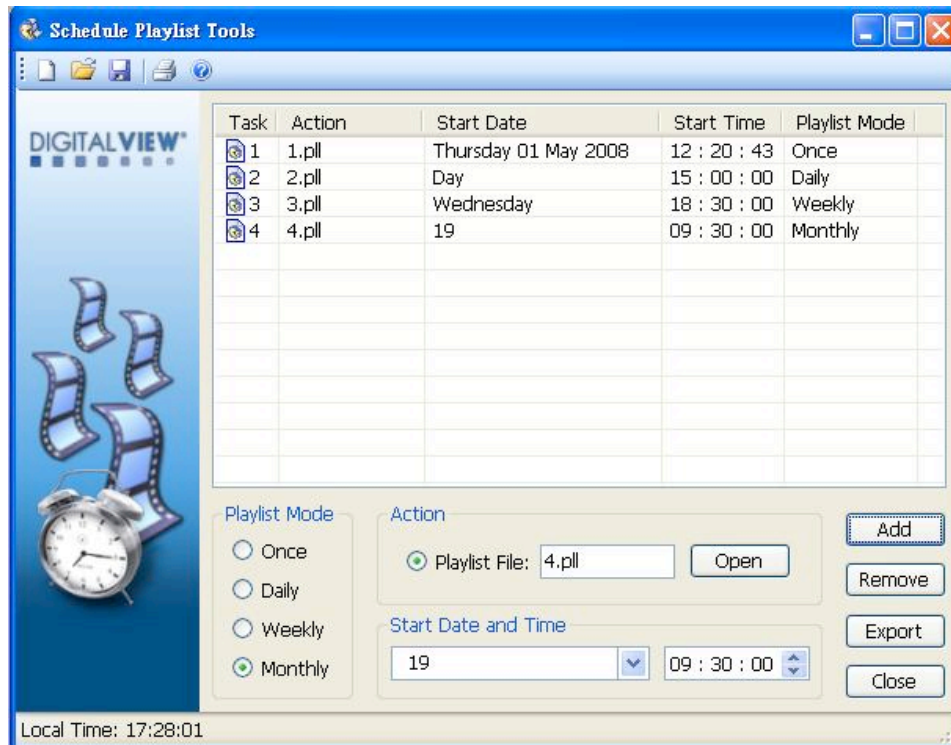 Schedule Playlist Tools
DIGITALVIEW®
Task Action Start Date Start Time Playlist Mode
1 1.pll Thursday 01 May 2008 12 : 20 : 43 Once
2 2.pll Day 15 : 00 : 00 Daily
3 3.pll Wednesday 18 : 30 : 00 Weekly
4 4.pll 19 09 : 30 : 00 Monthly
Playlist Mode
Once
Daily
Weekly
Monthly
Action
Playlist File: 4.pll Open
Start Date and Time
19 09 : 30 : 00
Add
Remove
Export
Close
Local Time: 17:28:01